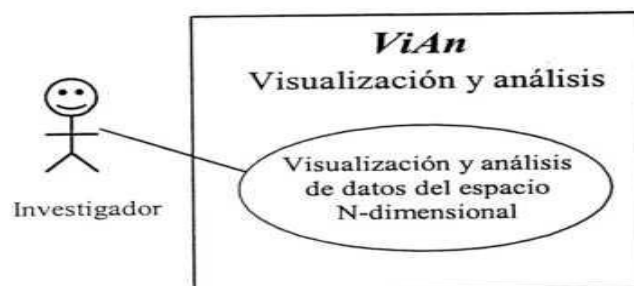 ViAn
Visualización y análisis
Visualización y análisis
de datos del espacio
N-dimensional
Investigador